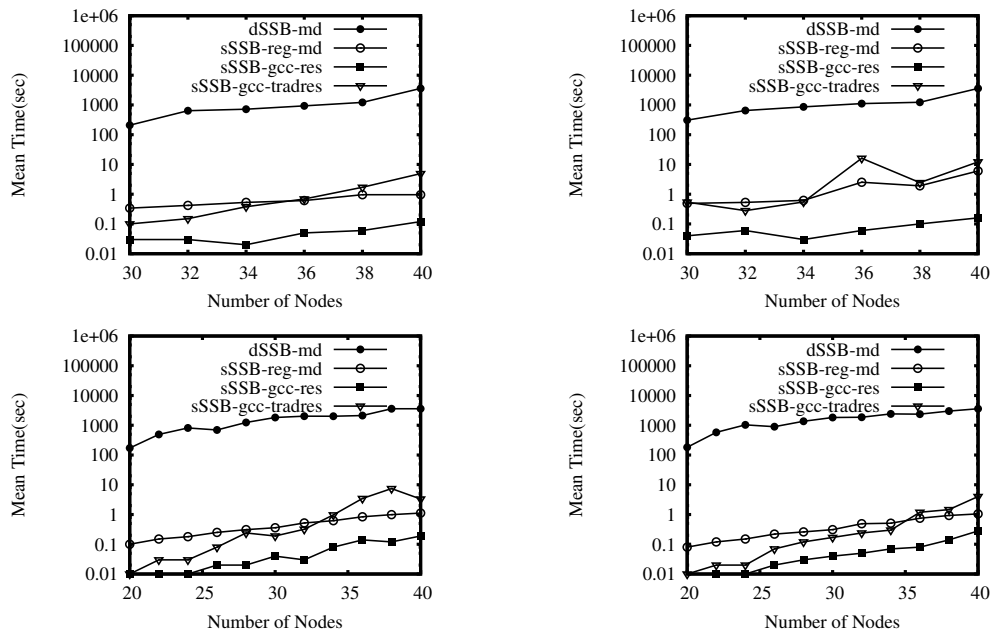 1e+06
100000
10000
1000
100
10
1
0.1
0.01
30 32 34 36 38 40
Mean Time(sec)
Number of Nodes
dSSB-md
sSSB-reg-md
sSSB-gcc-res
sSSB-gcc-tradres
1e+06
100000
10000
1000
100
10
1
0.1
0.01
30 32 34 36 38 40
Mean Time(sec)
Number of Nodes
dSSB-md
sSSB-reg-md
sSSB-gcc-res
sSSB-gcc-tradres
1e+06
100000
10000
1000
100
10
1
0.1
0.01
20 25 30 35 40
Mean Time(sec)
Number of Nodes
dSSB-md
sSSB-reg-md
sSSB-gcc-res
sSSB-gcc-tradres
1e+06
100000
10000
1000
100
10
1
0.1
0.01
20 25 30 35 40
Mean Time(sec)
Number of Nodes
dSSB-md
sSSB-reg-md
sSSB-gcc-res
sSSB-gcc-tradres